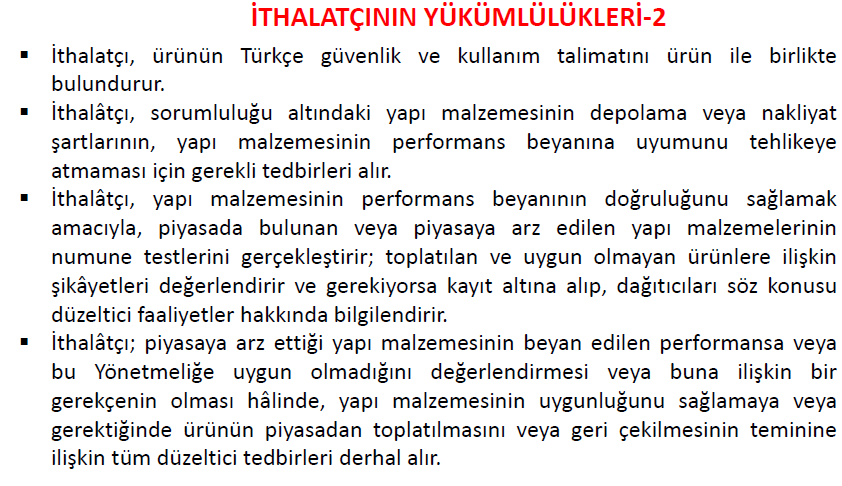 İTHALATÇININ YÜKÜMLÜLÜKLERİ-2
▪ İthalatçı, ürünün Türkçe güvenlik ve kullanım talimatını ürün ile birlikte
bulundurur.
▪ İthalâtçı, sorumluluğu altındaki yapı malzemesinin depolama veya nakliyat
şartlarının, yapı malzemesinin performans beyanına uyumunu tehlikeye
atmaması için gerekli tedbirleri alır.
▪ İthalâtçı, yapı malzemesinin performans beyanının doğruluğunu sağlamak
amacıyla, piyasada bulunan veya piyasaya arz edilen yapı malzemelerinin
numune testlerini gerçekleştirir; toplatılan ve uygun olmayan ürünlere ilişkin
şikâyetleri değerlendirir ve gerekiyorsa kayıt altına alıp, dağıtıcıları söz konusu
düzeltici faaliyetler hakkında bilgilendirir.
▪ İthalâtçı; piyasaya arz ettiği yapı malzemesinin beyan edilen performansa veya
bu Yönetmeliğe uygun olmadığını değerlendirmesi veya buna ilişkin bir
gerekçenin olması hâlinde, yapı malzemesinin uygunluğunu sağlamaya veya
gerektiğinde ürünün piyasadan toplatılmasını veya geri çekilmesinin teminine
ilişkin tüm düzeltici tedbirleri derhal alır.